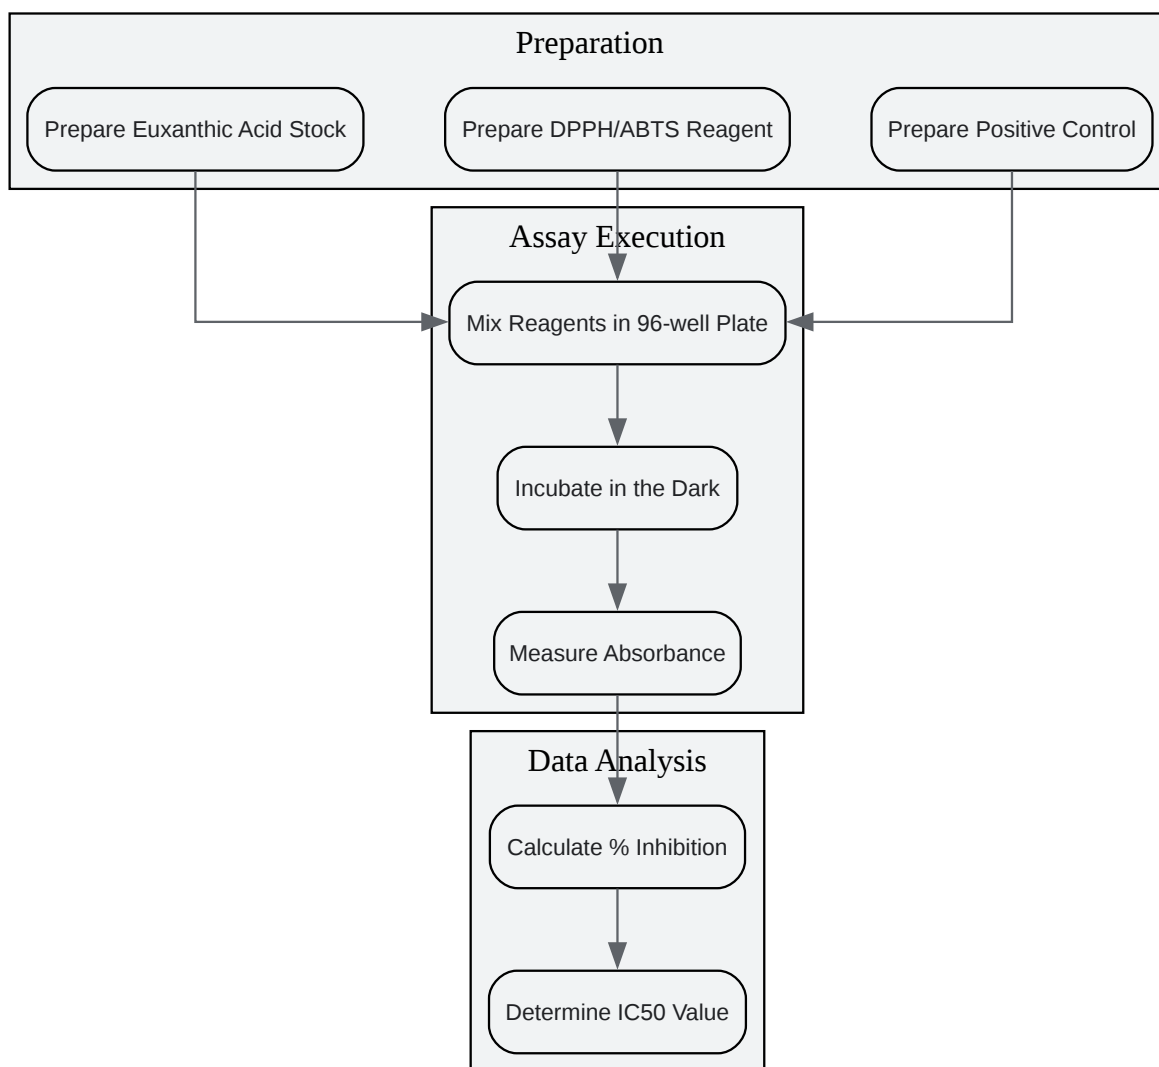 Preparation
Prepare Euxanthic Acid Stock
Prepare DPPH/ABTS Reagent
Prepare Positive Control
Assay Execution
Mix Reagents in 96-well Plate
Incubate in the Dark
Measure Absorbance
Data Analysis
Calculate % Inhibition
Determine IC50 Value